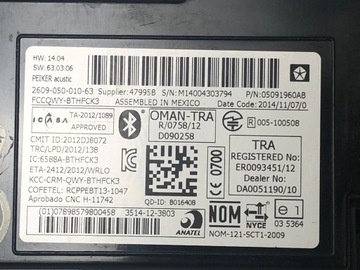 HW: 14.04
SW: 63.03.06
PEIKER acustic
2609-050-010-63 Supplier: 47995B S/N: M14004303794 P/N: 05091960AB
FCCQWY-BTHFCK3 ASSEMBLED IN MEXICO Date Code: 2014/11/07/0
ICASA TA-2012/1089 APPROVED
OMAN-TRA
R/0758/12
D090258
R 005-100508
CMIT ID: 2012DJ8072
TRC/LPD/2012/138
IC:6588A-BTHFCK3
ETA-2412/2012/WRLO
KCC-CRM-QWY-BTHFCK3
COFETEL: RCPPEBT13-1047
Aprobado CNC H-11742
QD-ID: B016408
CE 0700
TRA
REGISTERED No:
ER0093451/12
DEALER No:
DA0051190/10
(01)07898579800458 3514-12-3803
ANATEL
NOM
NYCE
NOM-121-SCT1-2009
e1
03 5364